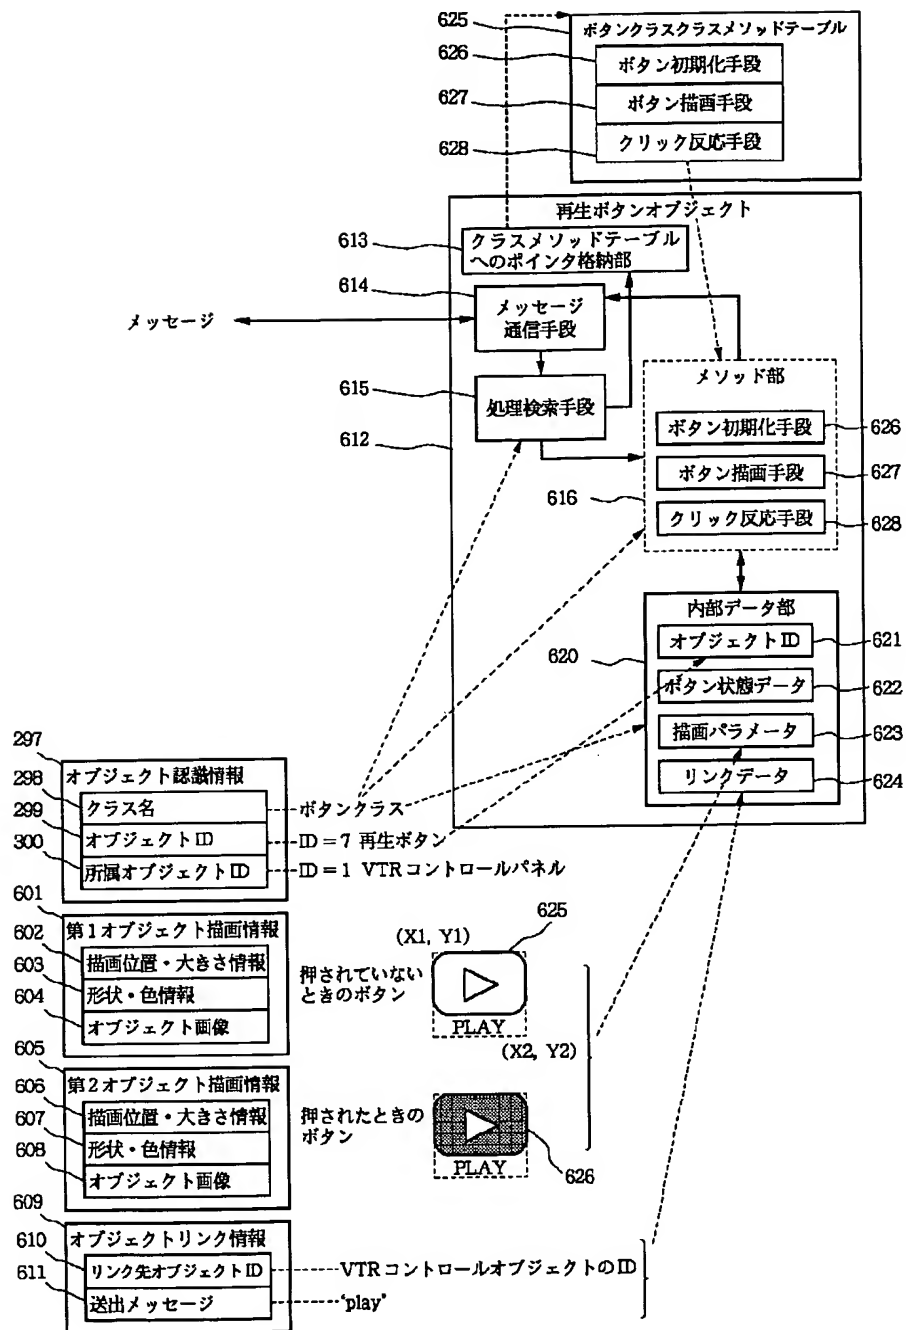 625
ボタンクラスクラスメソッドテーブル
626
ボタン初期化手段
627
ボタン描画手段
628
クリック反応手段
再生ボタンオブジェクト
613
クラスメソッドテーブル
へのポインタ格納部
614
メッセージ
メッセージ
通信手段
615
処理検索手段
612
メソッド部
ボタン初期化手段
626
ボタン描画手段
627
616
クリック反応手段
628
内部データ部
620
オブジェクトID
621
ボタン状態データ
622
描画パラメータ
623
リンクデータ
624
297
オブジェクト認識情報
298
クラス名
ボタンクラス
299
オブジェクトID
ID=7 再生ボタン
300
所属オブジェクトID
ID=1 VTRコントロールパネル
601
第1オブジェクト描画情報
602
描画位置・大きさ情報
603
形状・色情報
604
オブジェクト画像
押されていない
ときのボタン
(X1, Y1)
625
PLAY
(X2, Y2)
605
第2オブジェクト描画情報
606
描画位置・大きさ情報
607
形状・色情報
608
オブジェクト画像
押されたときの
ボタン
PLAY
626
609
オブジェクトリンク情報
610
リンク先オブジェクトID
VTRコントロールオブジェクトのID
611
送出メッセージ
'play'